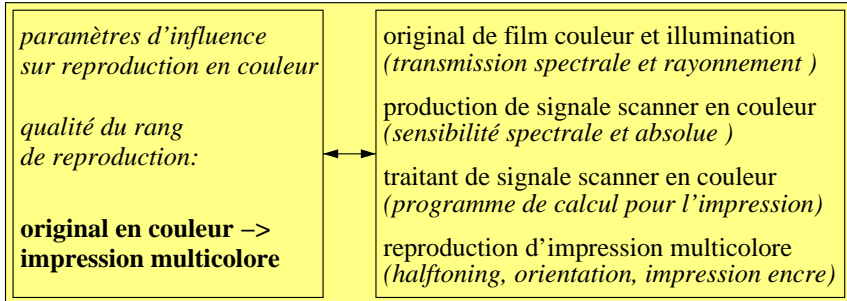 paramètres d'influence
sur reproduction en couleur
qualité du rang
de reproduction:
original en couleur −>
impression multicolore
original de film couleur et illumination
(transmission spectrale et rayonnement )
production de signale scanner en couleur
(sensibilité spectrale et absolue )
traitant de signale scanner en couleur
(programme de calcul pour l'impression)
reproduction d'impression multicolore
(halftoning, orientation, impression encre)